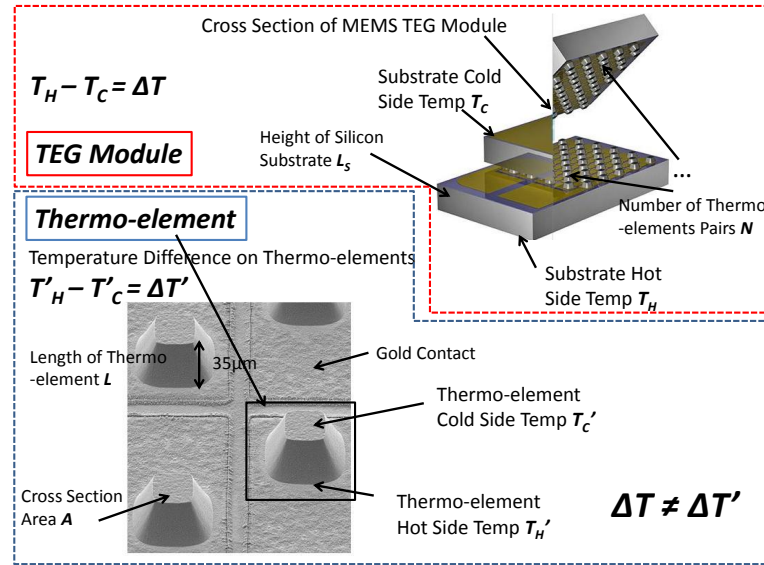 Cross Section of MEMS TEG Module
T_H – T_C = ΔT
Substrate Cold
Side Temp T_C
TEG Module
Height of Silicon
Substrate L_S
...
Number of Thermo
-elements Pairs N
Substrate Hot
Side Temp T_H
Thermo-element
Temperature Difference on Thermo-elements
T'_H – T'_C = ΔT'
Length of Thermo
-element L
35μm
Gold Contact
Thermo-element
Cold Side Temp T_C'
Cross Section
Area A
Thermo-element
Hot Side Temp T_H'
ΔT ≠ ΔT'